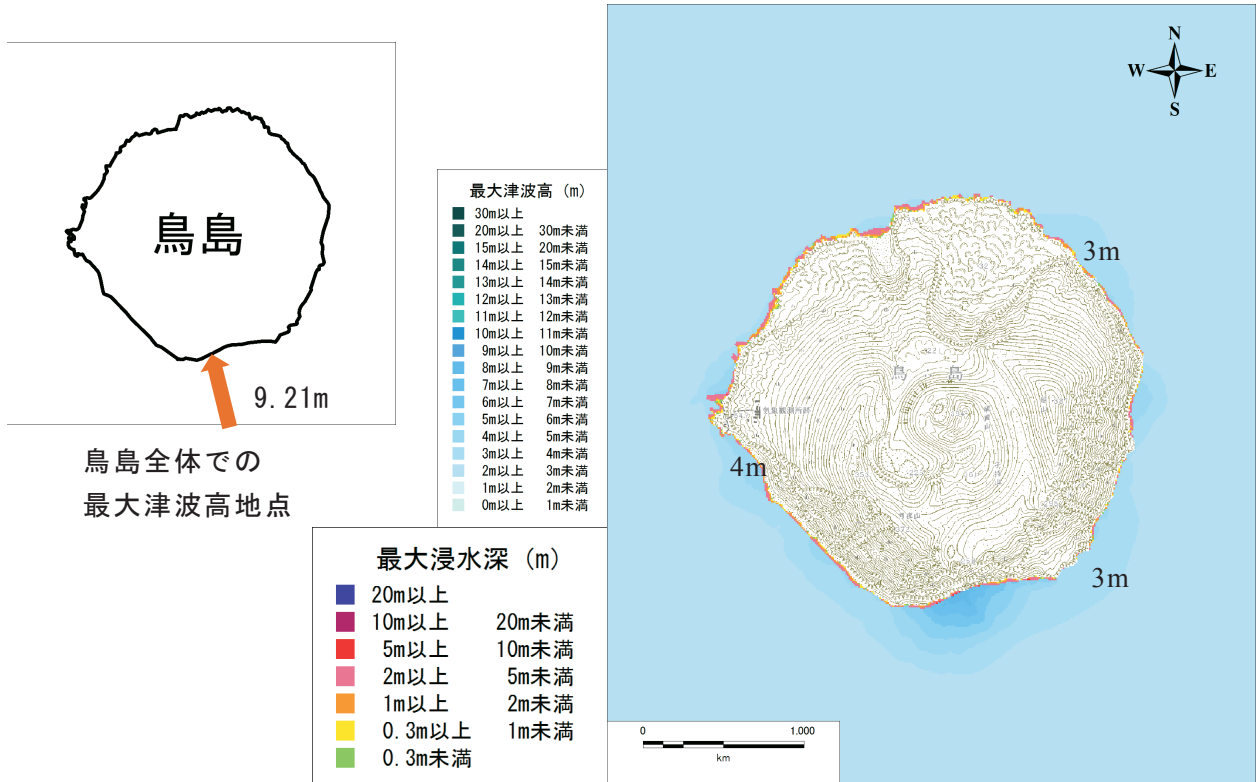 鳥島
9.21m
鳥島全体での
最大津波高地点
最大津波高 (m)
30m以上
20m以上 30m未満
15m以上 20m未満
14m以上 15m未満
13m以上 14m未満
12m以上 13m未満
11m以上 12m未満
10m以上 11m未満
9m以上 10m未満
8m以上 9m未満
7m以上 8m未満
6m以上 7m未満
5m以上 6m未満
4m以上 5m未満
3m以上 4m未満
2m以上 3m未満
1m以上 2m未満
0m以上 1m未満
最大浸水深 (m)
20m以上
10m以上 20m未満
5m以上 10m未満
2m以上 5m未満
1m以上 2m未満
0.3m以上 1m未満
0.3m未満
N
W E
S
3m
鳥島
気象観測所跡
4m
3m
0 1,000
km